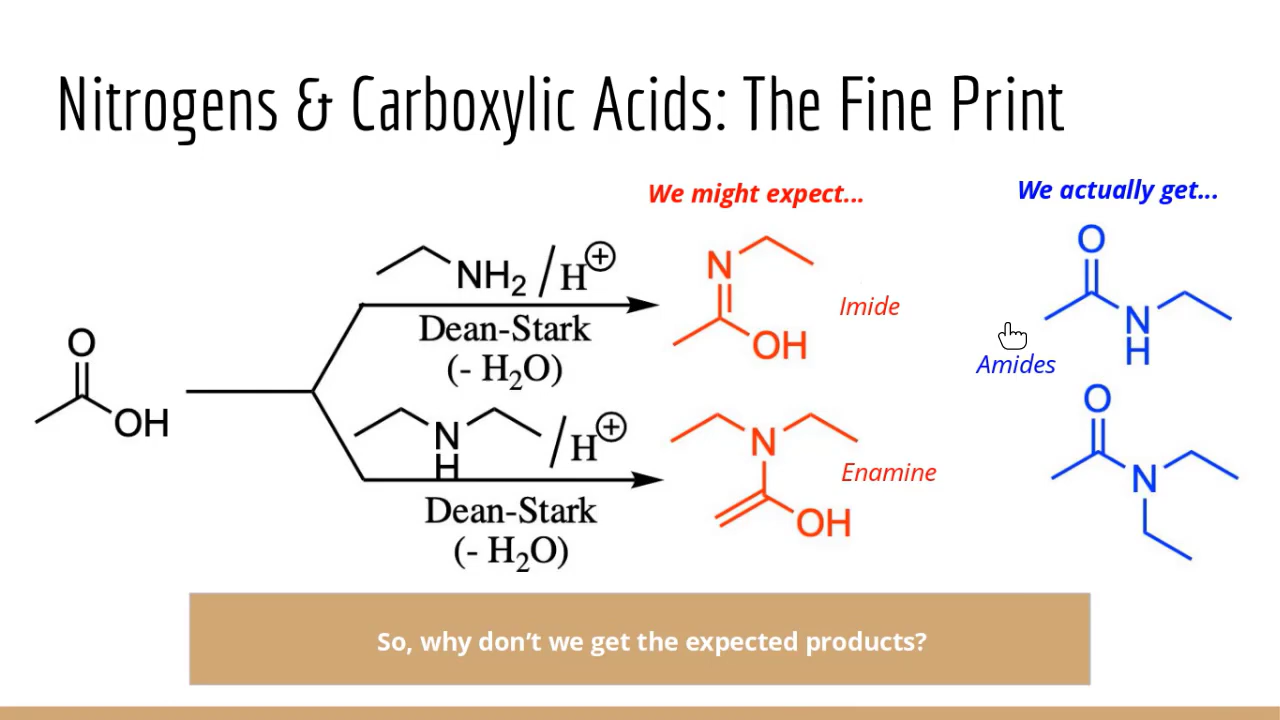 Nitrogens & Carboxylic Acids: The Fine Print
We might expect...
We actually get...
O
OH
NH2 /H⊕
Dean-Stark
(- H2O)
N
H
/H⊕
Dean-Stark
(- H2O)
N
OH
Imide
N
OH
Enamine
O
N
H
Amides
O
N
So, why don't we get the expected products?